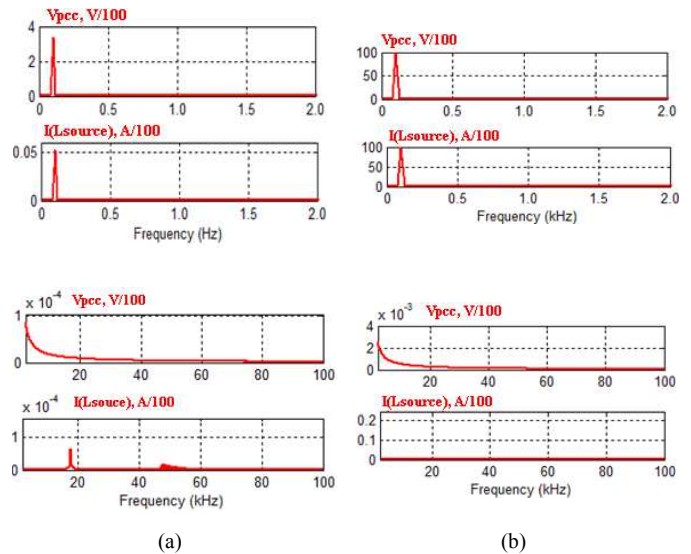 Vpcc, V/100
4
2
0
0 0.5 1.0 1.5 2.0
I(Lsource), A/100
0.05
0
0 0.5 1.0 1.5 2.0
Frequency (Hz)
x 10⁻⁴ Vpcc, V/100
1
0
20 40 60 80 100
x 10⁻⁴ I(Lsouce), A/100
1
0
20 40 60 80 100
Frequency (kHz)
(a)
Vpcc, V/100
100
50
0
0 0.5 1 1.5 2.0
I(Lsource), A/100
100
50
0
0 0.5 1 1.5 2.0
Frequency (kHz)
x 10⁻³ Vpcc, V/100
4
2
0
20 40 60 80 100
I(Lsource), A/100
0.2
0.1
0
20 40 60 80 100
Frequency (kHz)
(b)